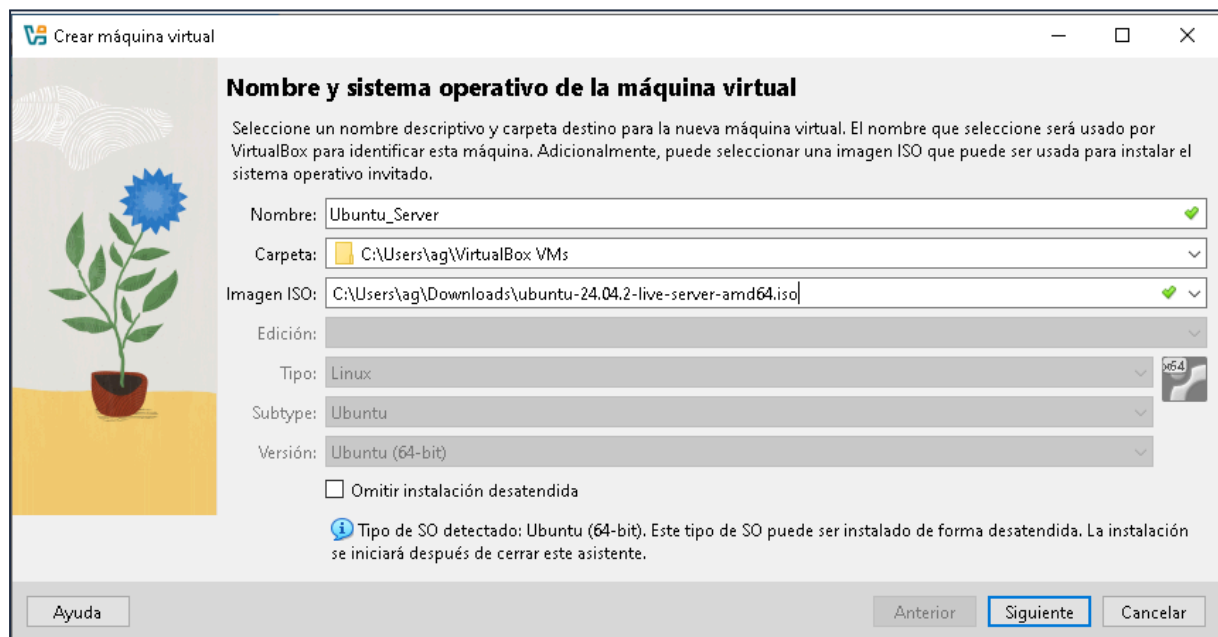 Crear máquina virtual
Nombre y sistema operativo de la máquina virtual
Seleccione un nombre descriptivo y carpeta destino para la nueva máquina virtual. El nombre que seleccione será usado por
VirtualBox para identificar esta máquina. Adicionalmente, puede seleccionar una imagen ISO que puede ser usada para instalar el
sistema operativo invitado.
Nombre: Ubuntu_Server
Carpeta: C:\Users\ag\VirtualBox VMs
Imagen ISO: C:\Users\ag\Downloads\ubuntu-24.04.2-live-server-amd64.iso
Edición:
Tipo: Linux
x64
Subtype: Ubuntu
Versión: Ubuntu (64-bit)
Omitir instalación desatendida
Tipo de SO detectado: Ubuntu (64-bit). Este tipo de SO puede ser instalado de forma desatendida. La instalación
se iniciará después de cerrar este asistente.
Ayuda Anterior Siguiente Cancelar